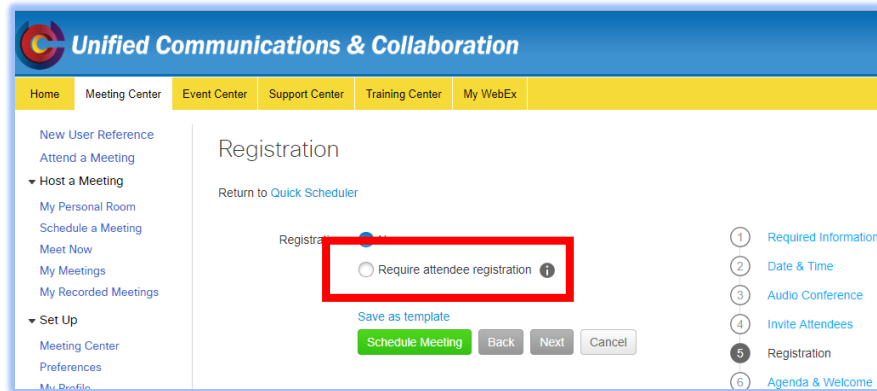 Unified Communications & Collaboration
Home Meeting Center Event Center Support Center Training Center My WebEx
New User Reference
Attend a Meeting
Host a Meeting
My Personal Room
Schedule a Meeting
Meet Now
My Meetings
My Recorded Meetings
Set Up
Meeting Center
Preferences
My Profile
Registration
Return to Quick Scheduler
Require attendee registration
Save as template
Schedule Meeting Back Next Cancel
1 Required Information
2 Date & Time
3 Audio Conference
4 Invite Attendees
5 Registration
6 Agenda & Welcome